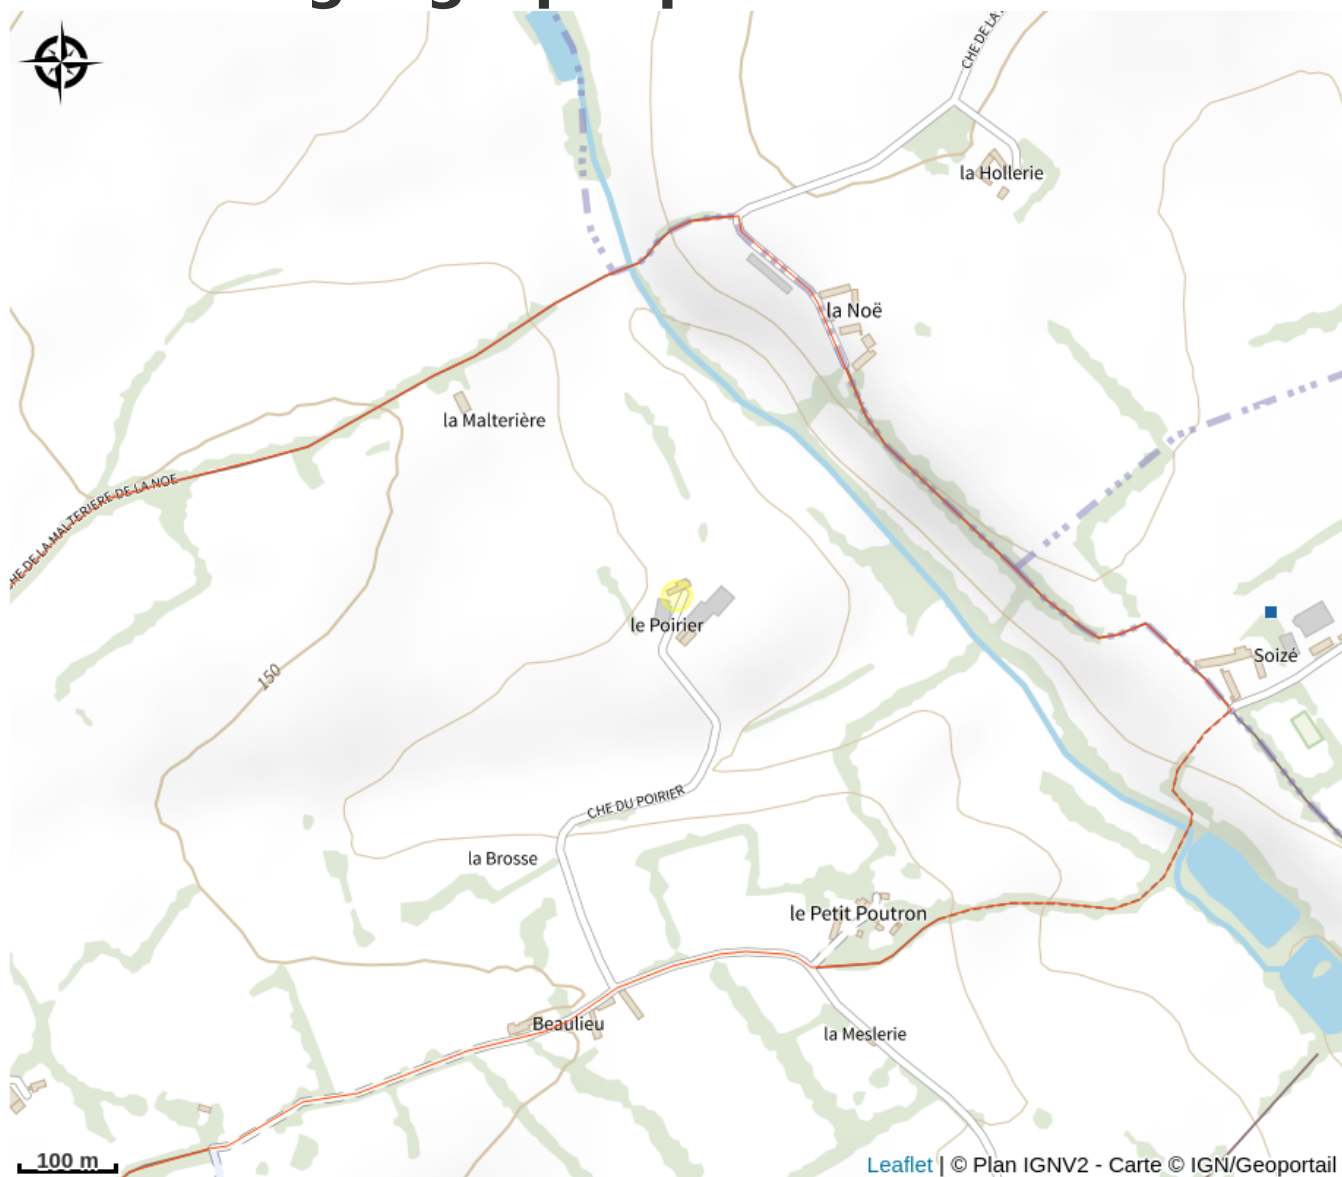 CHE DE LA
la Hollerie
la Noë
la Malterière
CHE DE LA MALTERIERE DE LA NOE
le Poirier
Soizé
150
CHE DU POIRIER
la Brosse
le Petit Poutron
Beaulieu
la Meslerie
100 m
Leaflet | © Plan IGNV2 - Carte © IGN/Geoportail